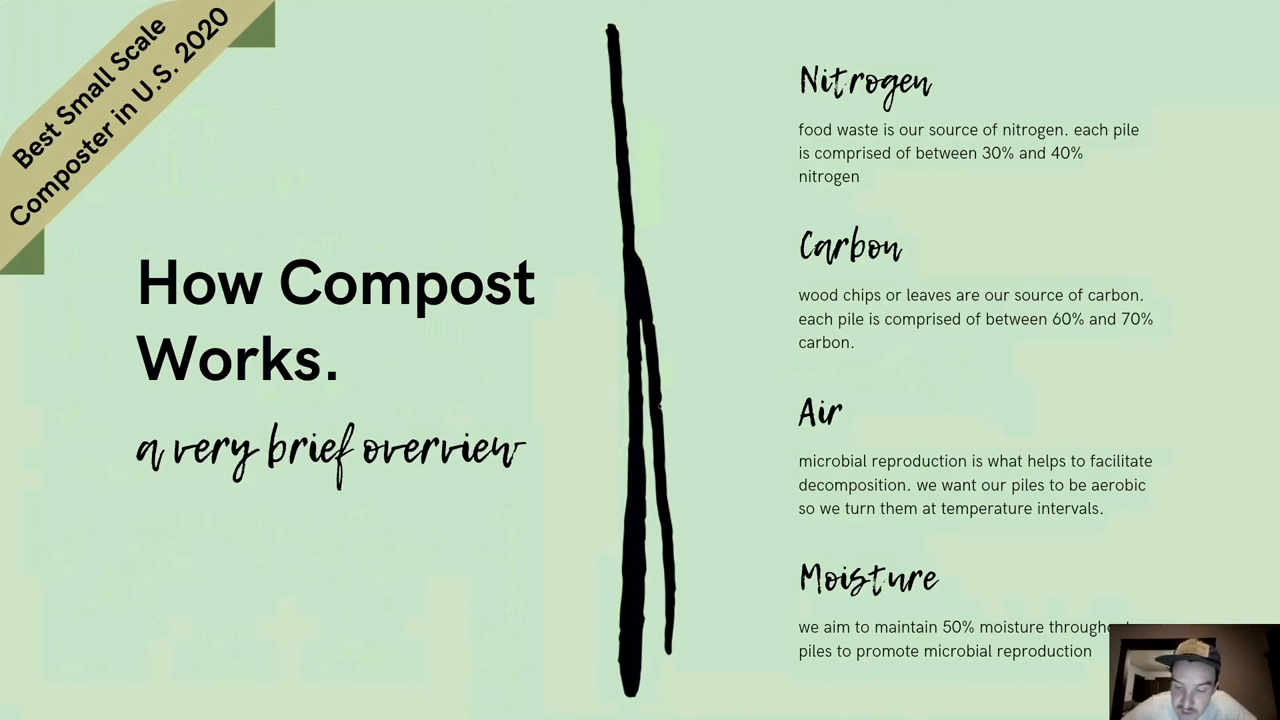 Best Small Scale
Composter in U.S. 2020
How Compost
Works.
a very brief overview
Nitrogen
food waste is our source of nitrogen. each pile
is comprised of between 30% and 40%
nitrogen
Carbon
wood chips or leaves are our source of carbon.
each pile is comprised of between 60% and 70%
carbon.
Air
microbial reproduction is what helps to facilitate
decomposition. we want our piles to be aerobic
so we turn them at temperature intervals.
Moisture
we aim to maintain 50% moisture
piles to promote microbial reproduction